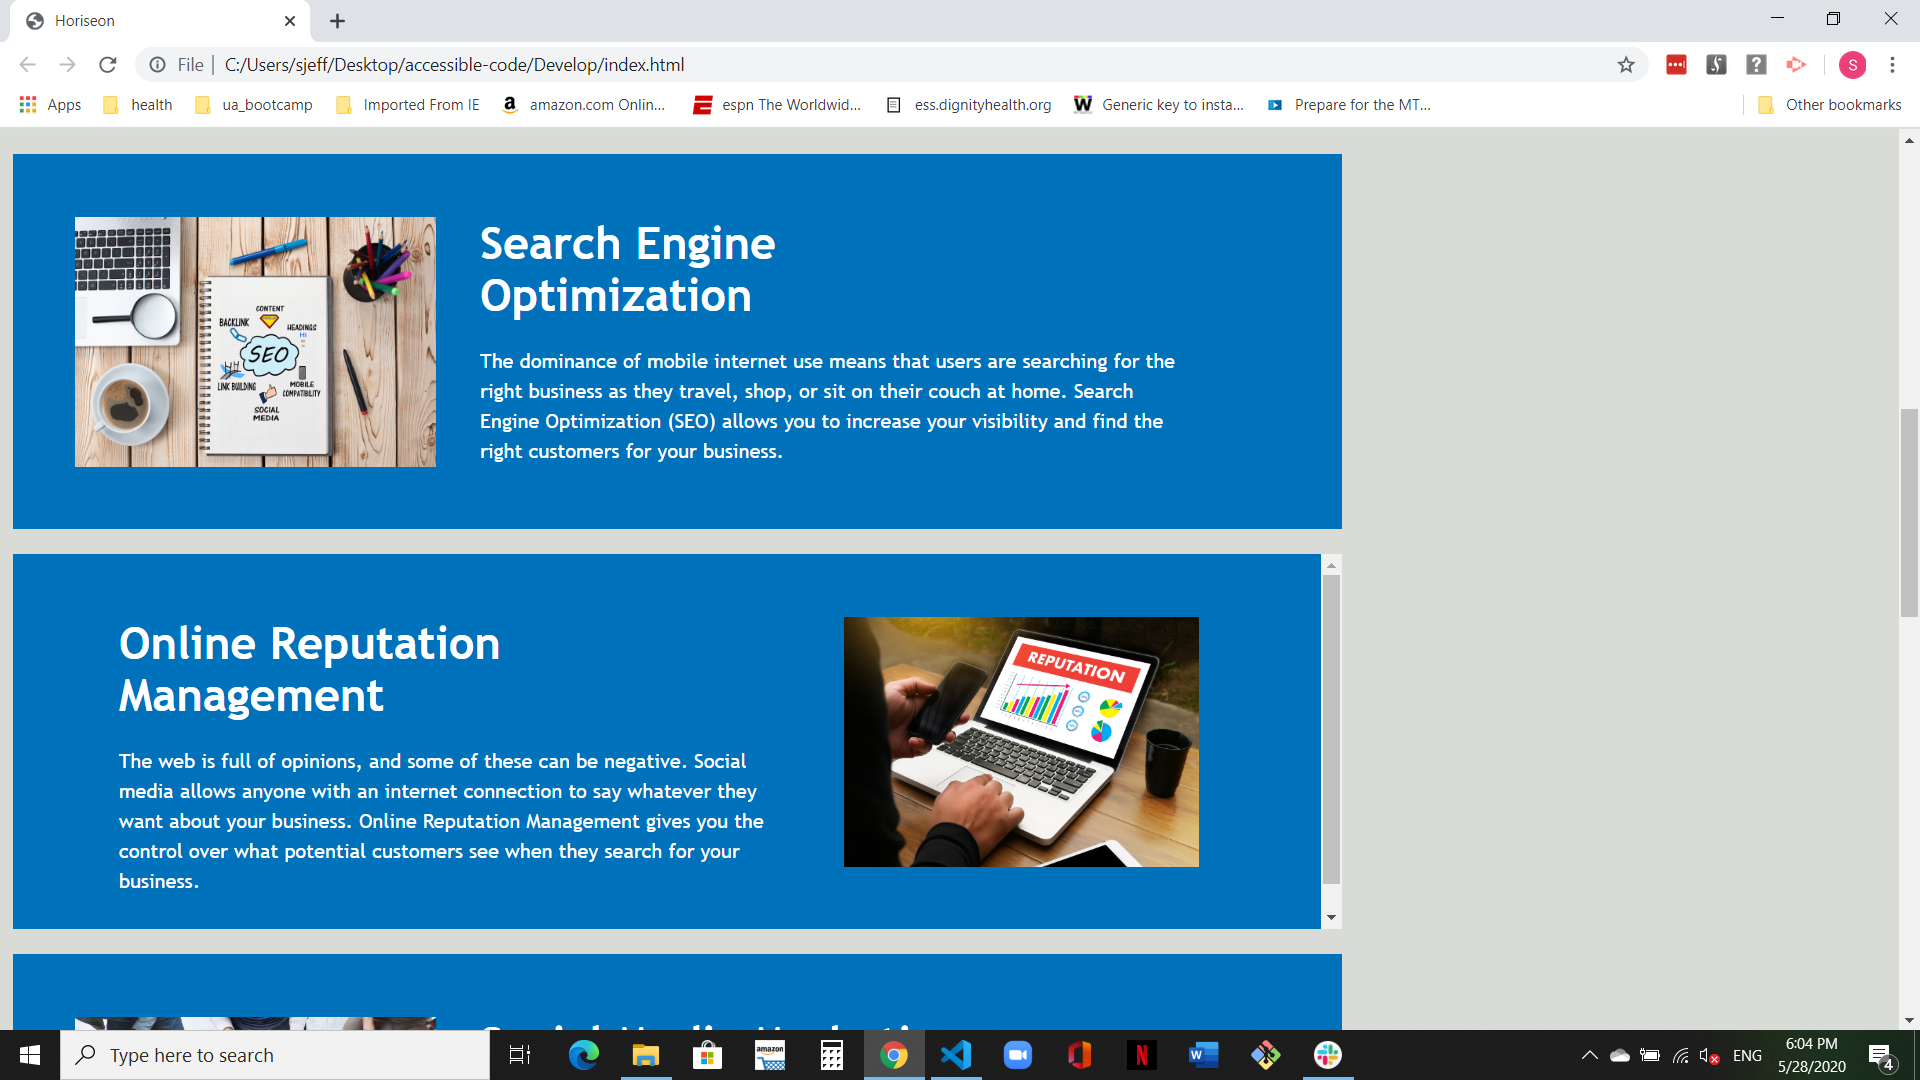 Horiseon
File
C:/Users/sjeff/Desktop/accessible-code/Develop/index.html
S
Apps
health
ua_bootcamp
Imported From IE
amazon.com Onlin...
espn The Worldwid...
ess.dignityhealth.org
Generic key to insta...
Prepare for the MT...
Other bookmarks
CONTENT
BACKLINK
HEADINGS
H1
SEO
LINK BUILDING
MOBILE
COMPATIBILITY
SOCIAL
MEDIA
Search Engine
Optimization
The dominance of mobile internet use means that users are searching for the
right business as they travel, shop, or sit on their couch at home. Search
Engine Optimization (SEO) allows you to increase your visibility and find the
right customers for your business.
Online Reputation
Management
The web is full of opinions, and some of these can be negative. Social
media allows anyone with an internet connection to say whatever they
want about your business. Online Reputation Management gives you the
control over what potential customers see when they search for your
business.
REPUTATION
Type here to search
amazon
N
W
ENG
6:04 PM
5/28/2020
4